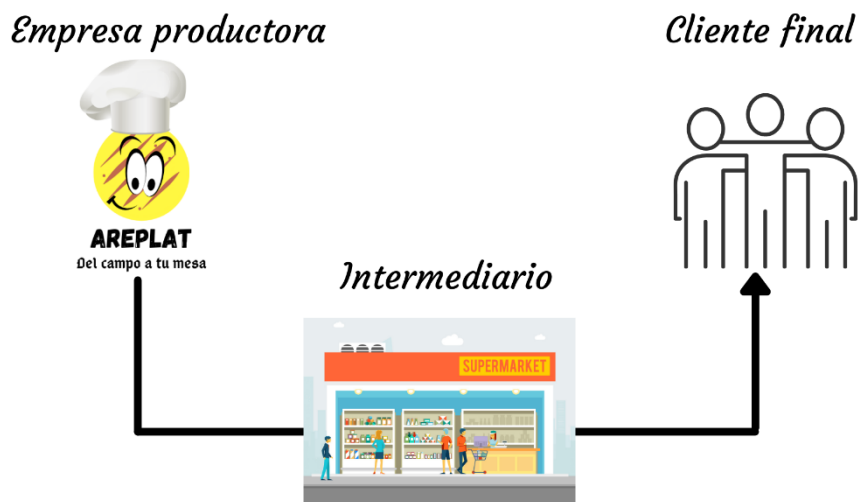 Empresa productora
Cliente final
AREPLAT
Del campo a tu mesa
Intermediario
SUPERMARKET